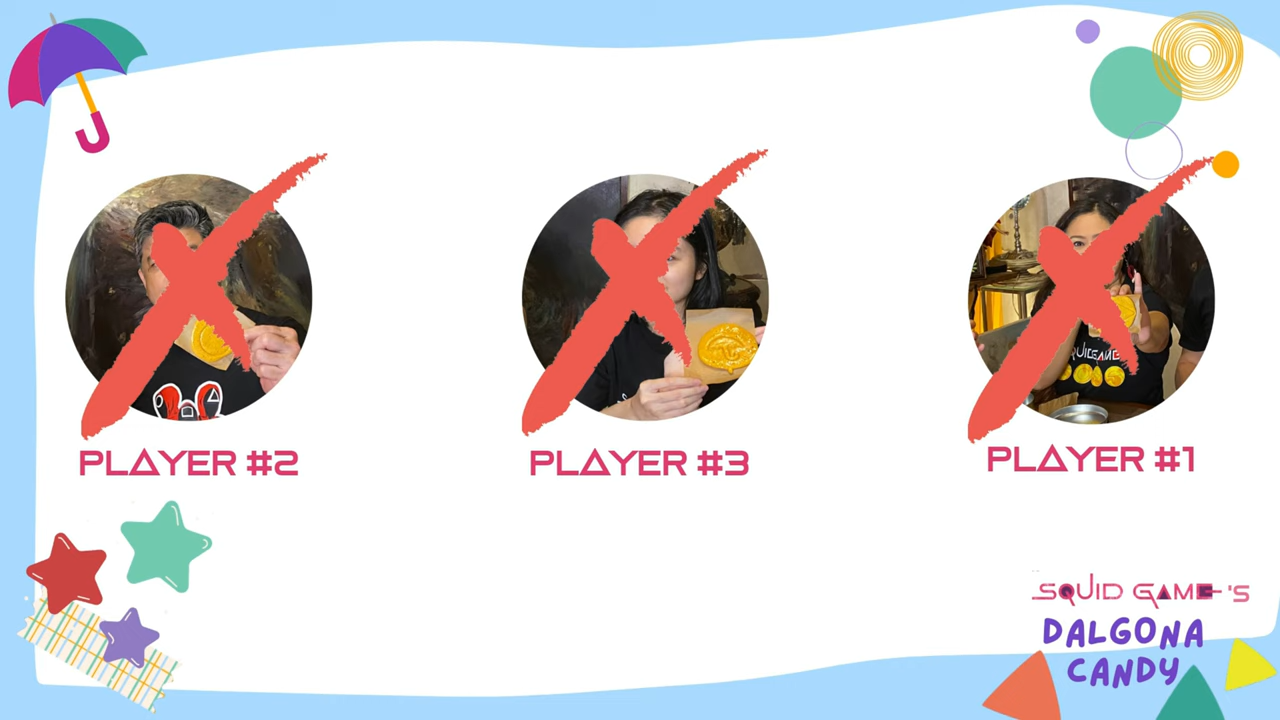 PLAYER #2
PLAYER #3
PLAYER #1
SQUID GAME'S
DALGONA
CANDY